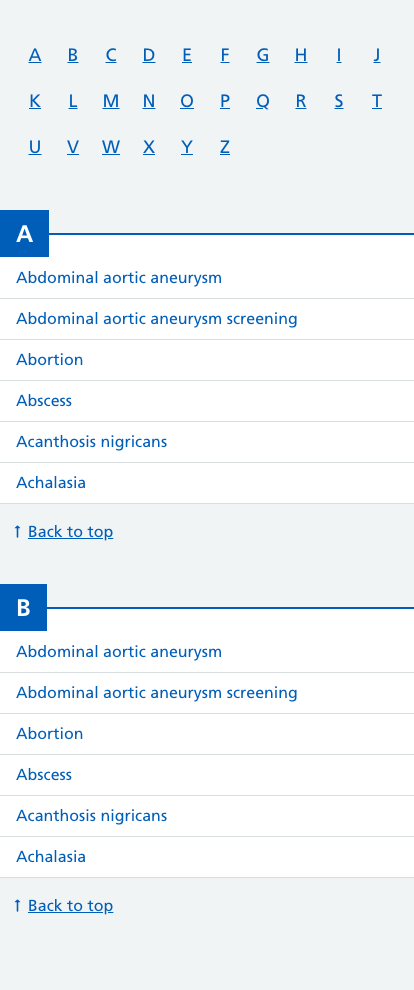 A B C D E F G H I J
K L M N O P Q R S T
U V W X Y Z
A
Abdominal aortic aneurysm
Abdominal aortic aneurysm screening
Abortion
Abscess
Acanthosis nigricans
Achalasia
↑ Back to top
B
Abdominal aortic aneurysm
Abdominal aortic aneurysm screening
Abortion
Abscess
Acanthosis nigricans
Achalasia
↑ Back to top